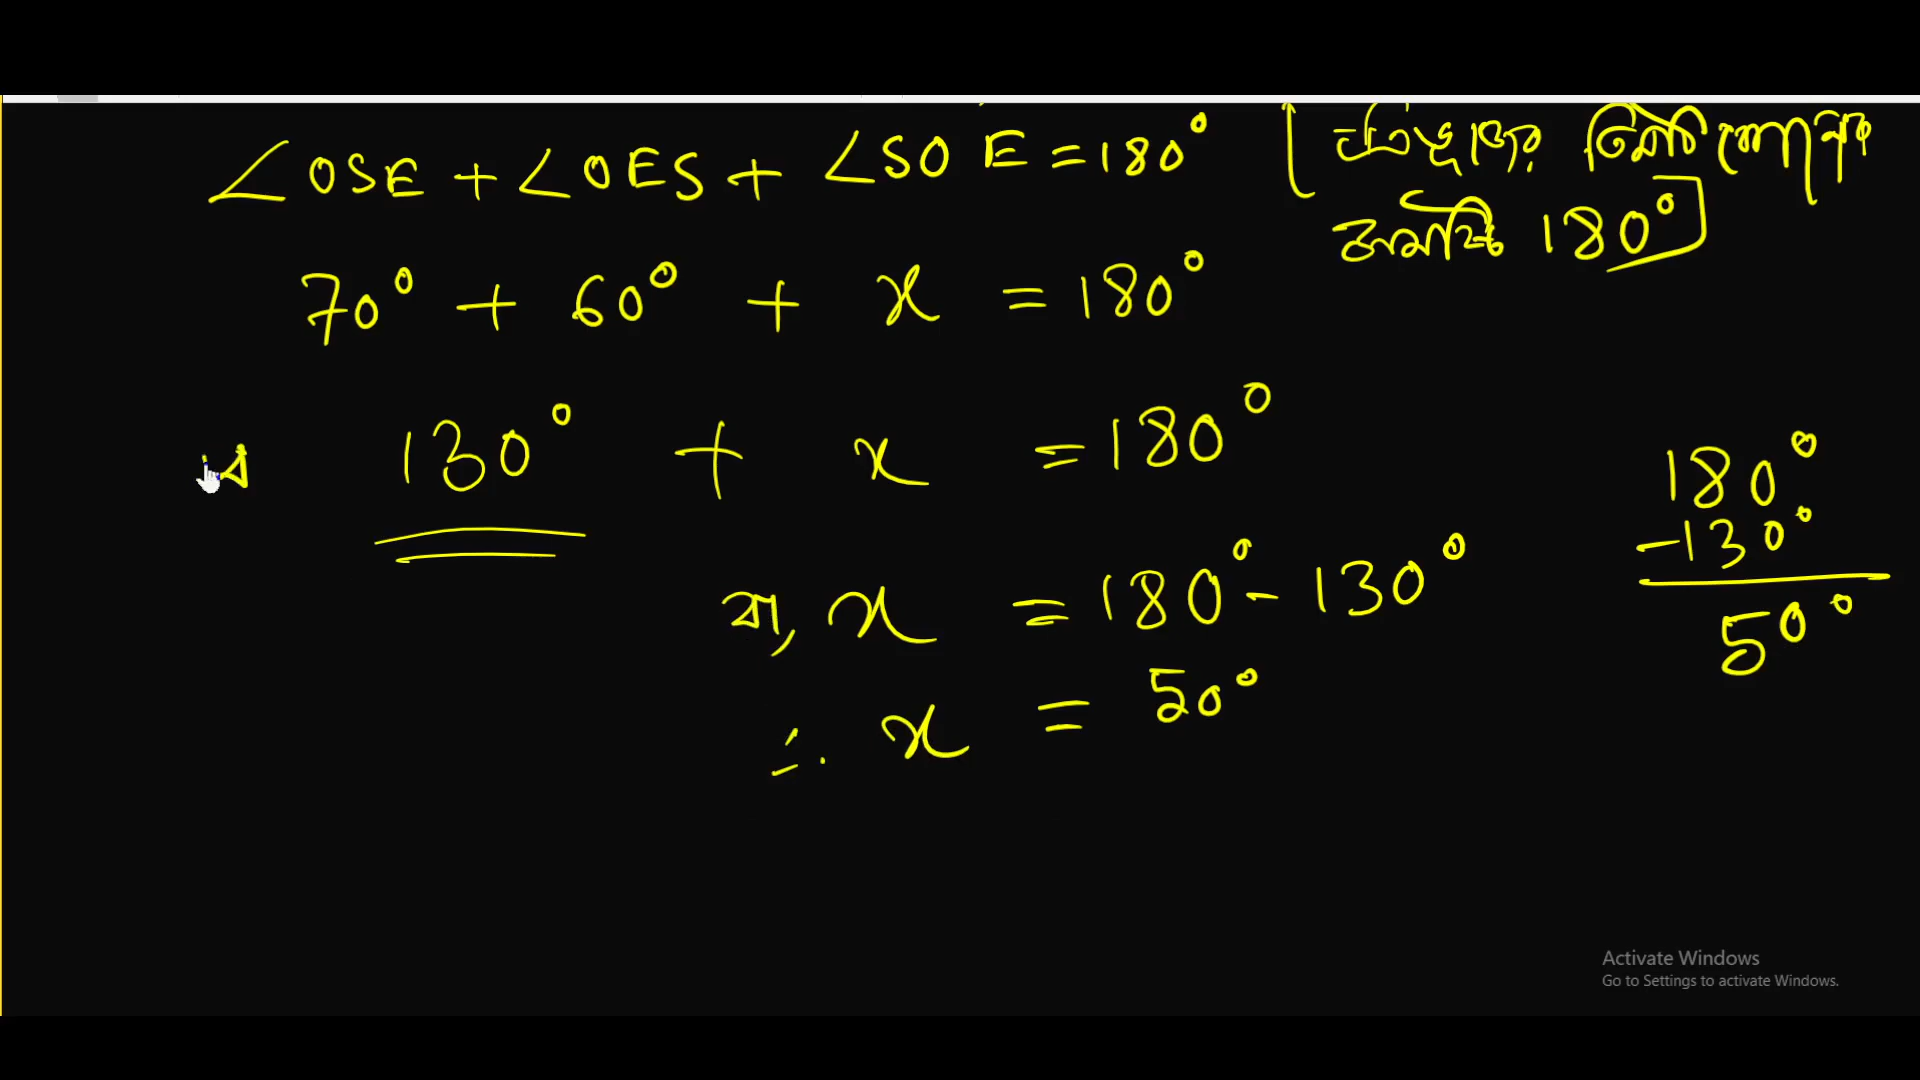 ∠OSE + ∠OES + ∠SOE = 180° [ত্রিভুজের তিনটি কোণের
সমষ্টি 180°]
70° + 60° + x = 180°
130° + x = 180°
বা, x = 180° - 130°
∴ x = 50°
180°
-130°
50°
Activate Windows
Go to Settings to activate Windows.